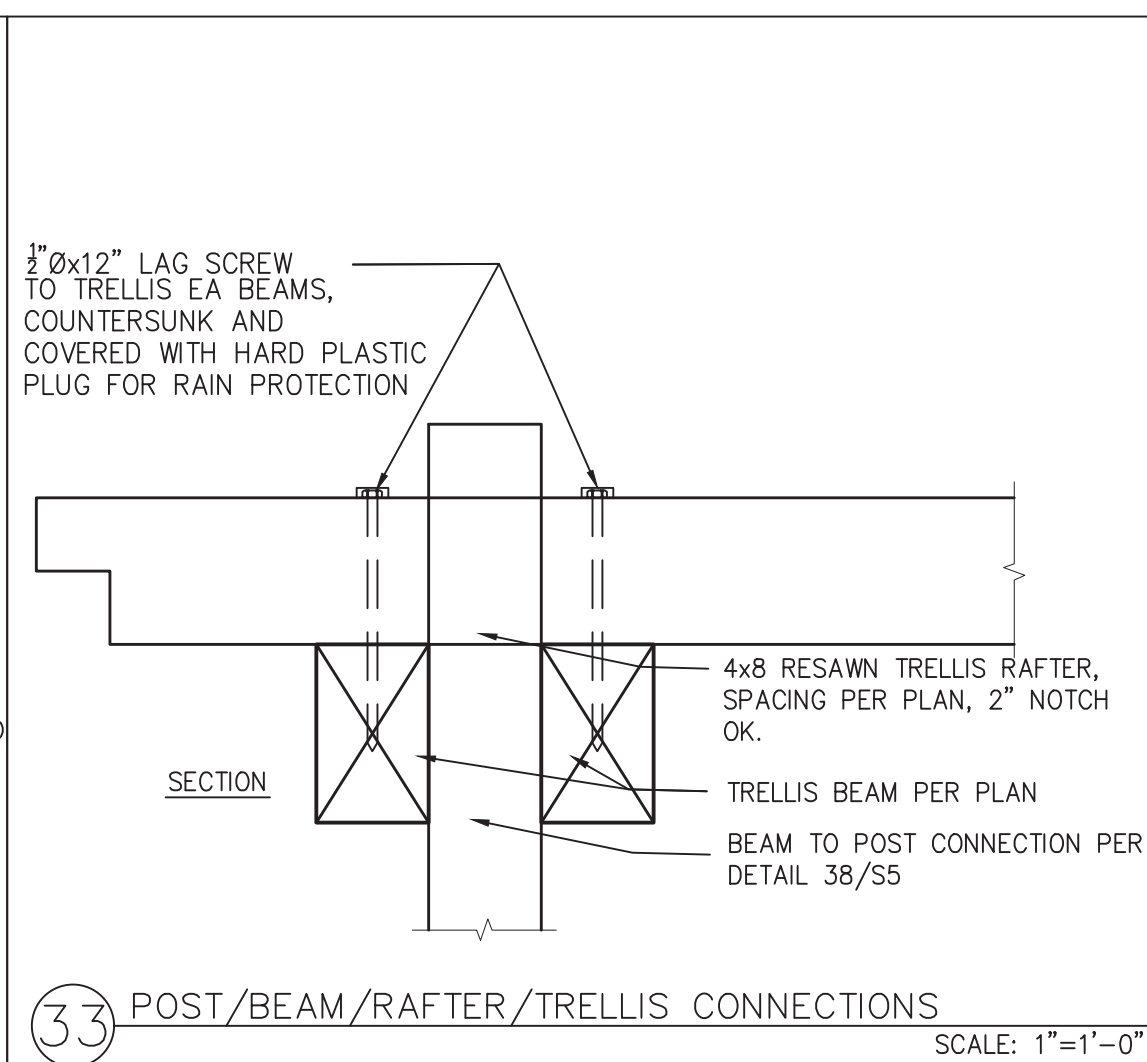 ½"Øx12" LAG SCREW
TO TRELLIS EA BEAMS,
COUNTERSUNK AND
COVERED WITH HARD PLASTIC
PLUG FOR RAIN PROTECTION
4x8 RESAWN TRELLIS RAFTER,
SPACING PER PLAN, 2" NOTCH
OK.
SECTION
TRELLIS BEAM PER PLAN
BEAM TO POST CONNECTION PER
DETAIL 38/S5
33 POST/BEAM/RAFTER/TRELLIS CONNECTIONS
SCALE: 1"=1'-0"